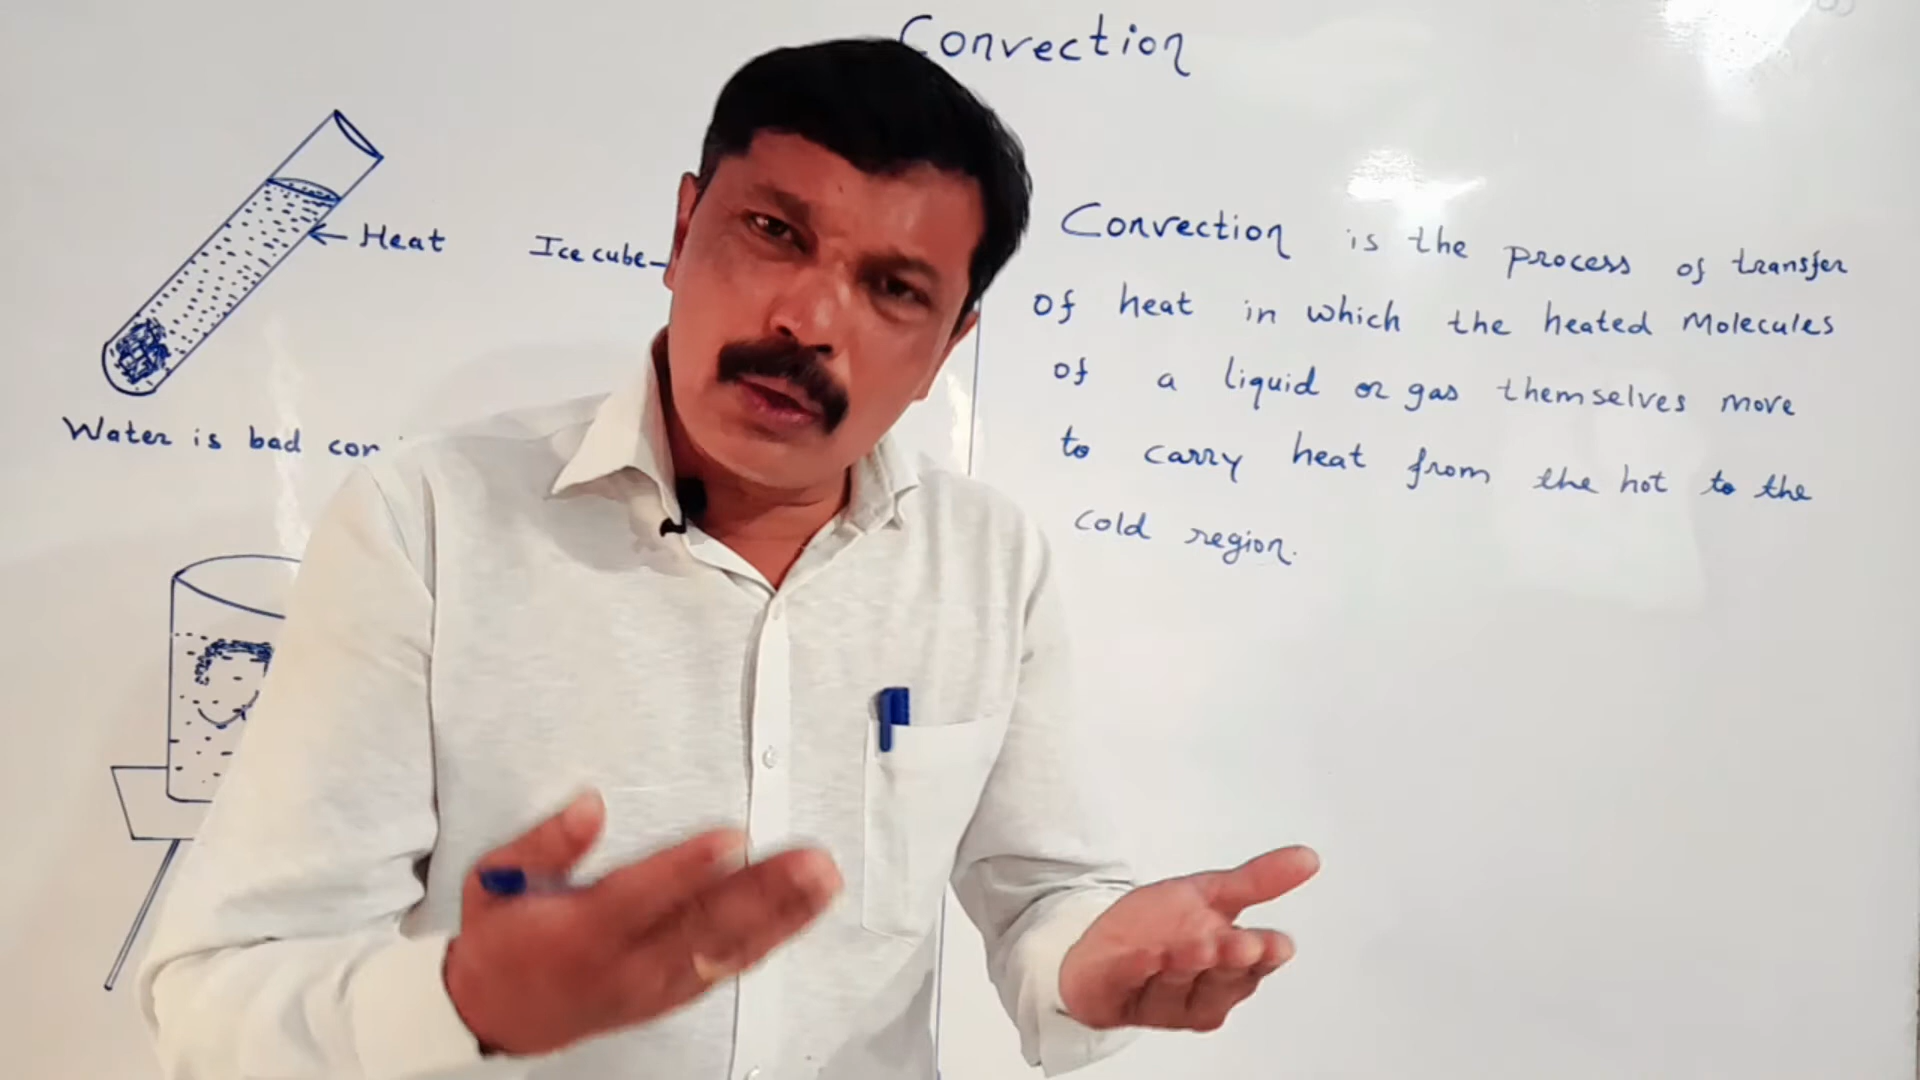 Convection
Heat
Ice cube
Water is bad
Convection is the process of transfer
of heat in which the heated Molecules
of a liquid or gas themselves move
to carry heat from the hot to the
cold region.